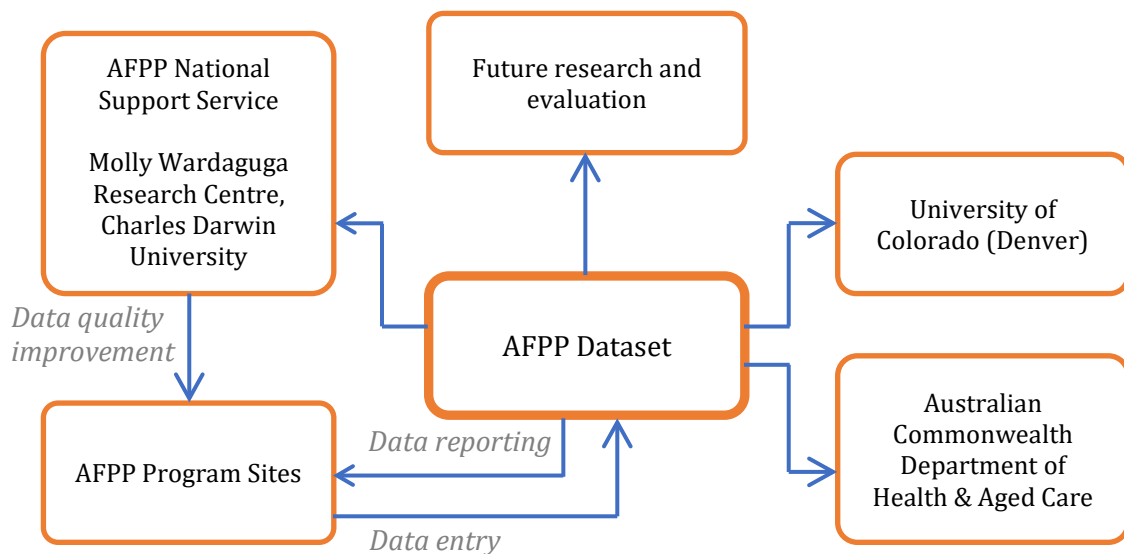 AFPP National
Support Service
Molly Wardaguga
Research Centre,
Charles Darwin
University
Future research and
evaluation
University of
Colorado (Denver)
Data quality
improvement
AFPP Dataset
Australian
Commonwealth
Department of
Health & Aged Care
Data reporting
AFPP Program Sites
Data entry